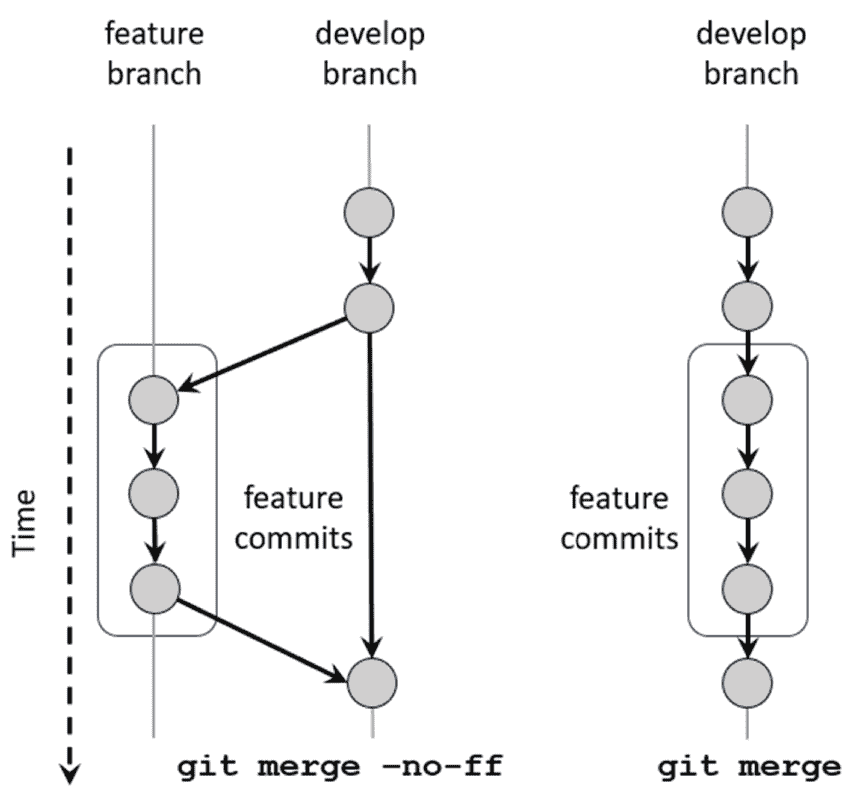 feature
branch
develop
branch
develop
branch
Time
feature
commits
feature
commits
git merge –no-ff
git merge